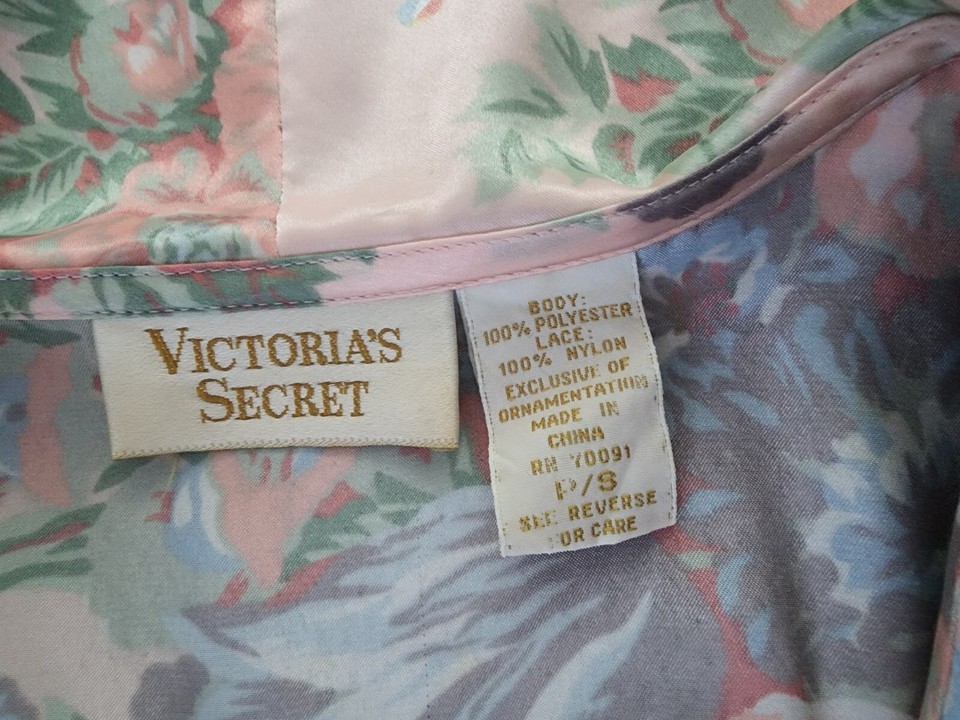 VICTORIA'S
SECRET
BODY:
100% POLYESTER
LACE:
100% NYLON
EXCLUSIVE OF
ORNAMENTATION
MADE IN
CHINA
RN 70091
P/S
SEE REVERSE
FOR CARE